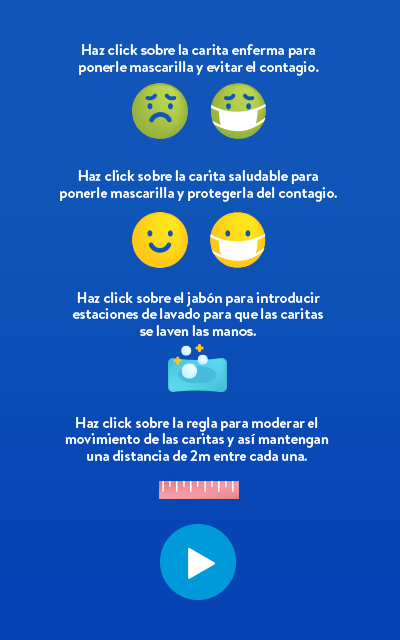 Haz click sobre la carita enferma para
ponerle mascarilla y evitar el contagio.
Haz click sobre la carita saludable para
ponerle mascarilla y protegerla del contagio.
Haz click sobre el jabón para introducir
estaciones de lavado para que las caritas
se laven las manos.
Haz click sobre la regla para moderar el
movimiento de las caritas y así mantengan
una distancia de 2m entre cada una.